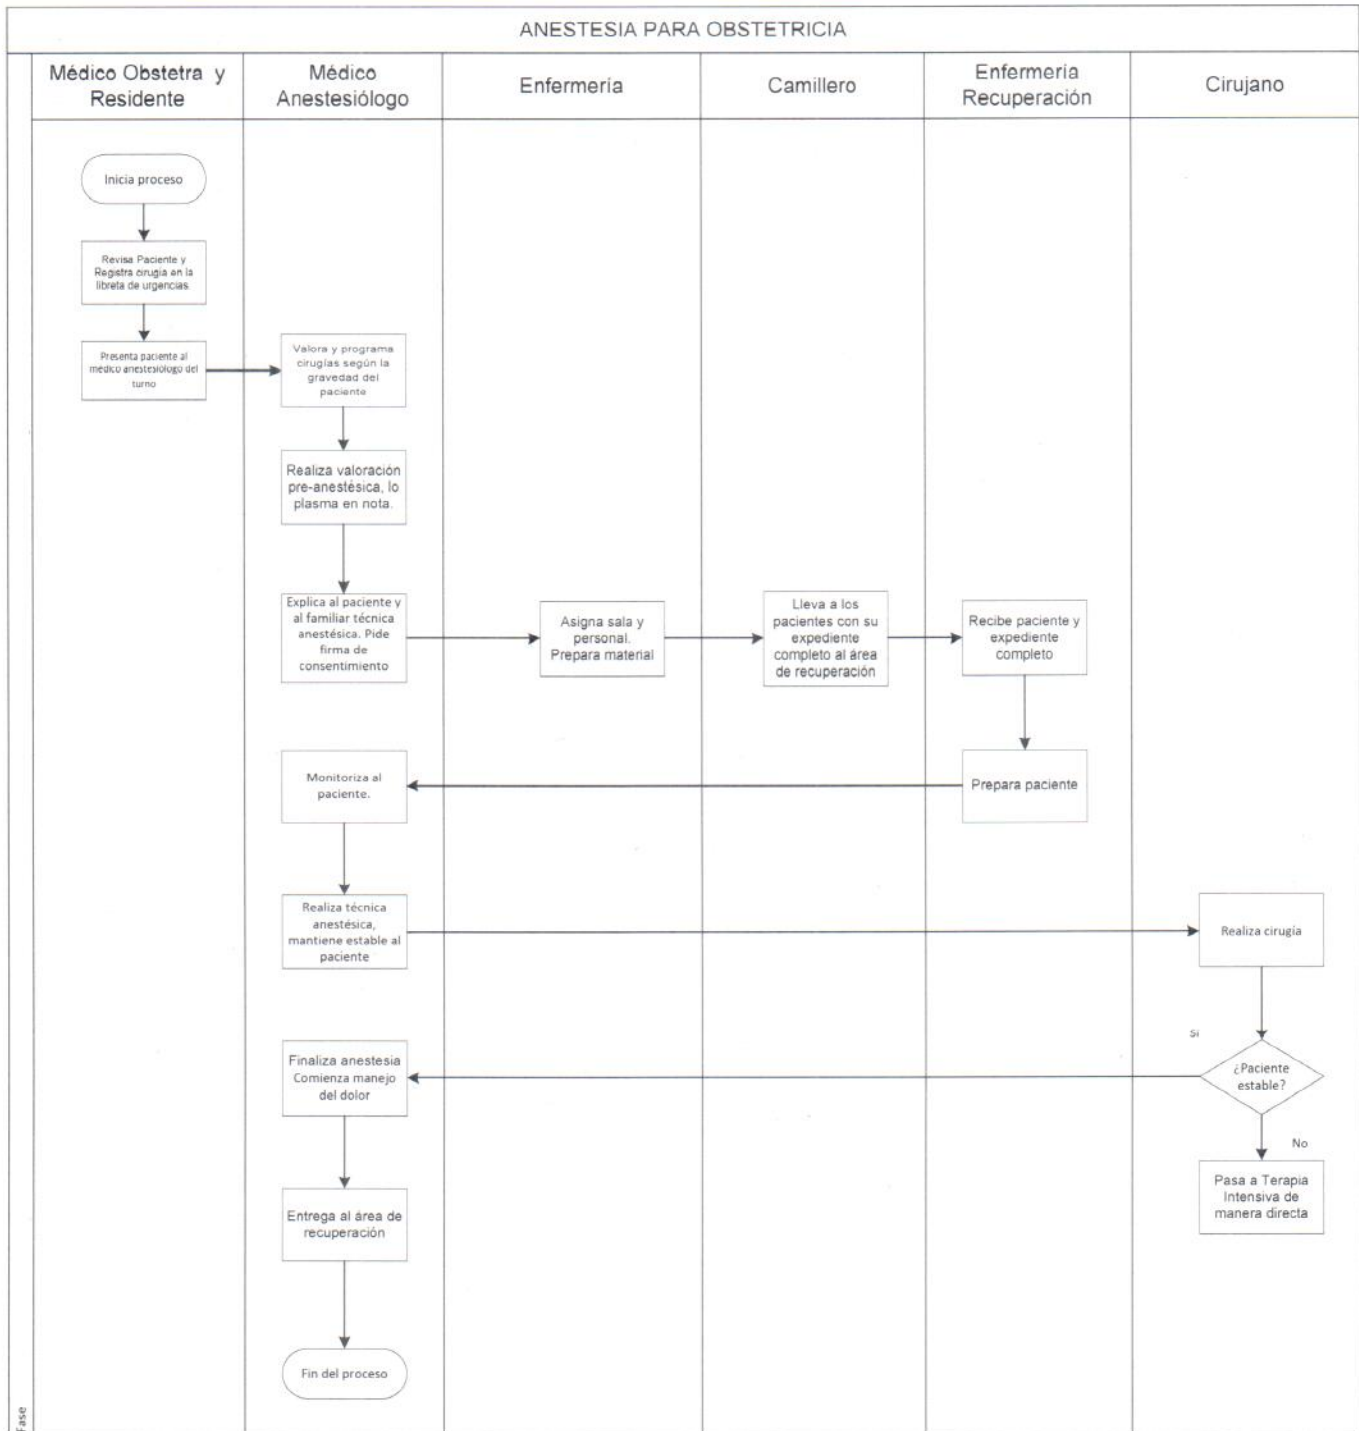 ANESTESIA PARA OBSTETRICIA
Médico Obstetra y
Residente
Médico
Anestesiólogo
Enfermería
Camillero
Enfermería
Recuperación
Cirujano
Inicia proceso
Revisa Paciente y
Registra cirugía en la
libreta de urgencias.
Presenta paciente al
médico anestesiólogo del
turno
Valora y programa
cirugías según la
gravedad del
paciente
Realiza valoración
pre-anestésica, lo
plasma en nota.
Explica al paciente y
al familiar técnica
anestésica. Pide
firma de
consentimiento
Asigna sala y
personal.
Prepara material
Lleva a los
pacientes con su
expediente
completo al área
de recuperación
Recibe paciente y
expediente
completo
Prepara paciente
Monitoriza al
paciente.
Realiza técnica
anestésica,
mantiene estable al
paciente
Realiza cirugía
Si
¿Paciente
estable?
No
Pasa a Terapia
Intensiva de
manera directa
Finaliza anestesia
Comienza manejo
del dolor
Entrega al área de
recuperación
Fin del proceso
Fase